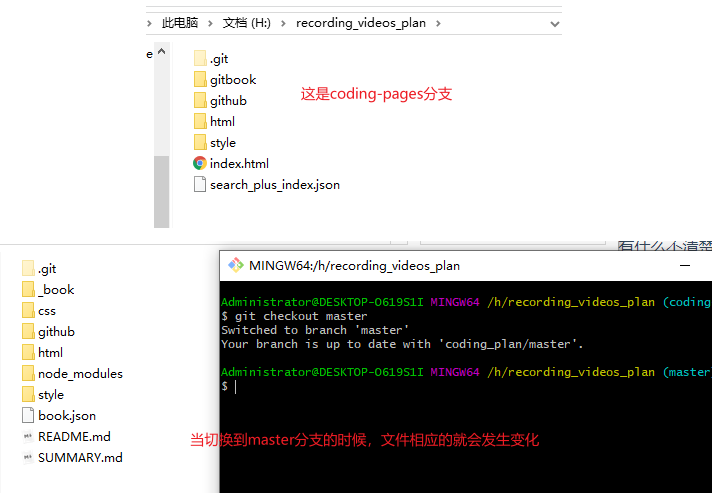 此电脑 > 文档 (H:) > recording_videos_plan >
e
.git
gitbook
github
html
style
index.html
search_plus_index.json
这是coding-pages分支
有什么不清楚
.git
_book
css
github
html
node_modules
style
book.json
README.md
SUMMARY.md
MINGW64:/h/recording_videos_plan
Administrator@DESKTOP-O619S1I MINGW64 /h/recording_videos_plan (coding
$ git checkout master
Switched to branch 'master'
Your branch is up to date with 'coding_plan/master'.
Administrator@DESKTOP-O619S1I MINGW64 /h/recording_videos_plan (master
$
当切换到master分支的时候，文件相应的就会发生变化